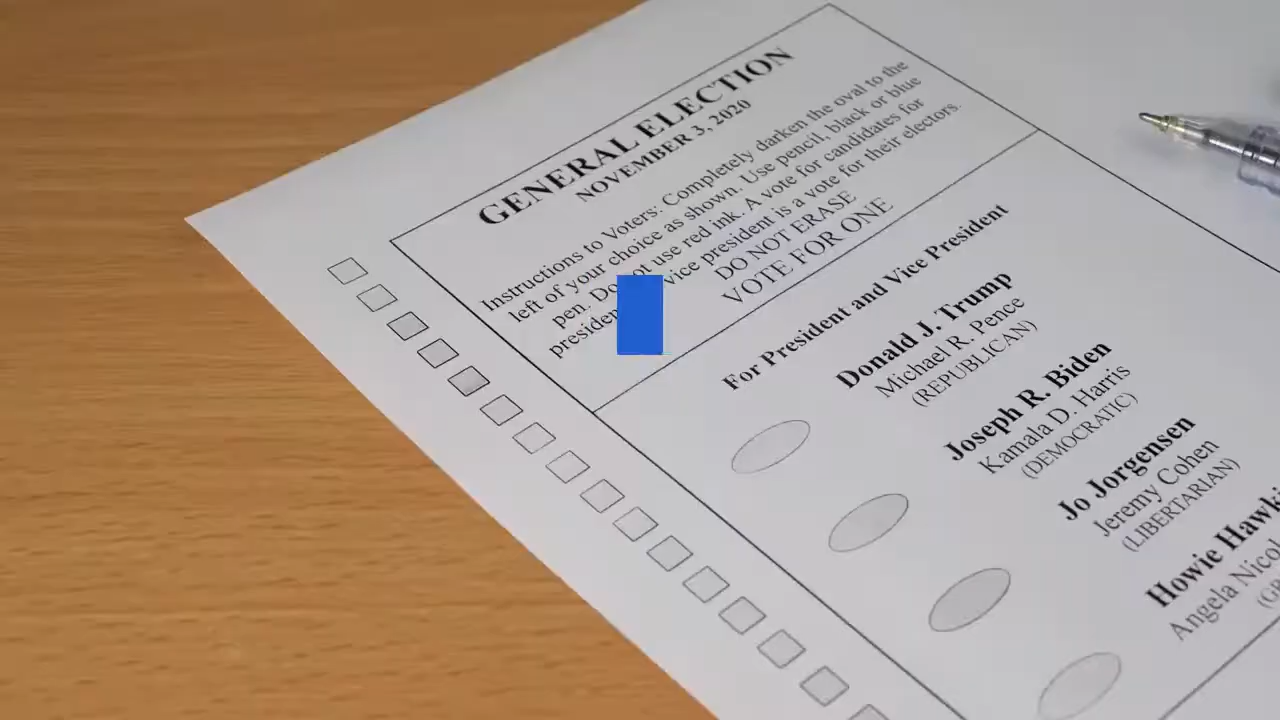 GENERAL ELECTION
NOVEMBER 3, 2020
Instructions to Voters: Completely darken the oval to the
left of your choice as shown. Use pencil, black or blue
pen. Do not use red ink. A vote for candidates for
president vice president is a vote for their electors.
DO NOT ERASE
VOTE FOR ONE
For President and Vice President
Donald J. Trump
Michael R. Pence
(REPUBLICAN)
Joseph R. Biden
Kamala D. Harris
(DEMOCRATIC)
Jo Jorgensen
Jeremy Cohen
(LIBERTARIAN)
Howie
Angela